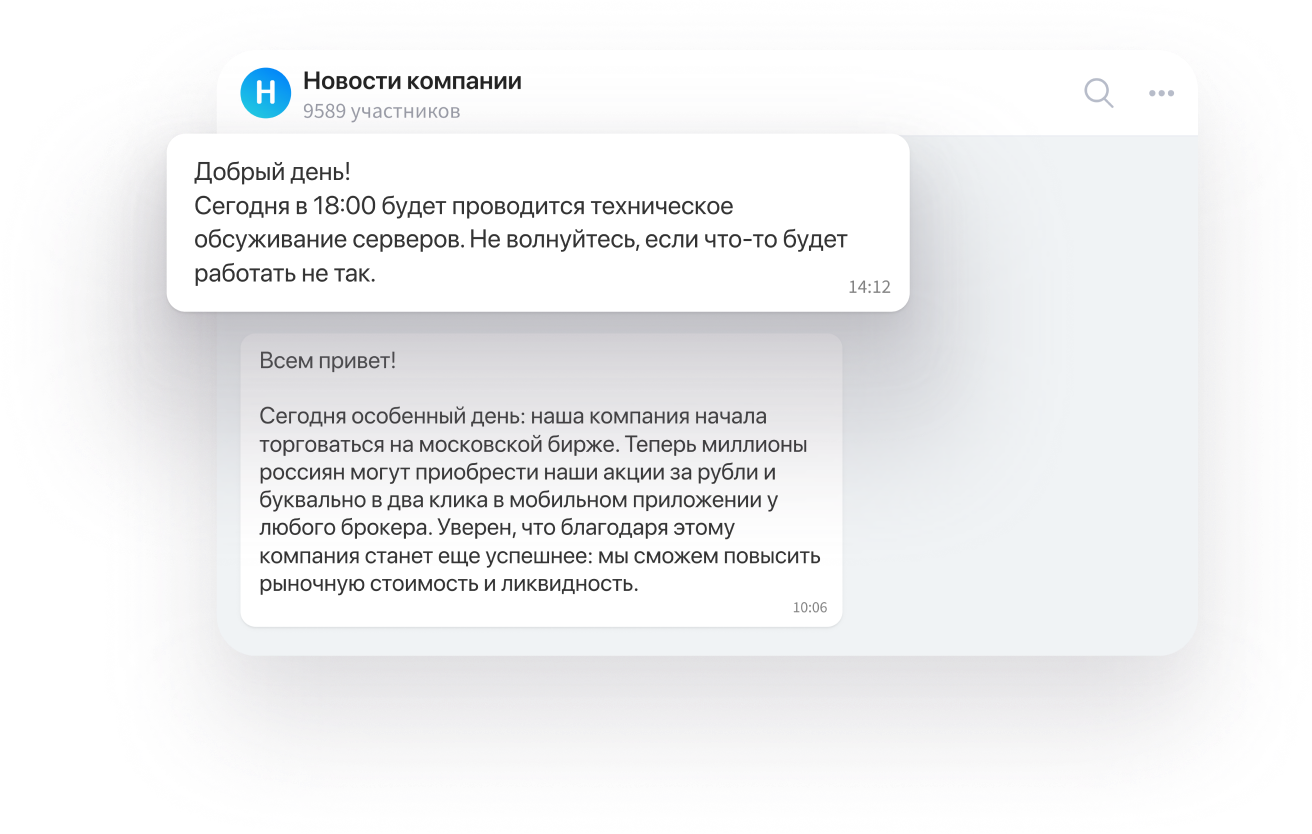 Н
Новости компании
9589 участников
Добрый день!
Сегодня в 18:00 будет проводится техническое
обсуживание серверов. Не волнуйтесь, если что-то будет
работать не так.
14:12
Всем привет!
Сегодня особенный день: наша компания начала
торговаться на московской бирже. Теперь миллионы
россиян могут приобрести наши акции за рубли и
буквально в два клика в мобильном приложении у
любого брокера. Уверен, что благодаря этому
компания станет еще успешнее: мы сможем повысить
рыночную стоимость и ликвидность.
10:06